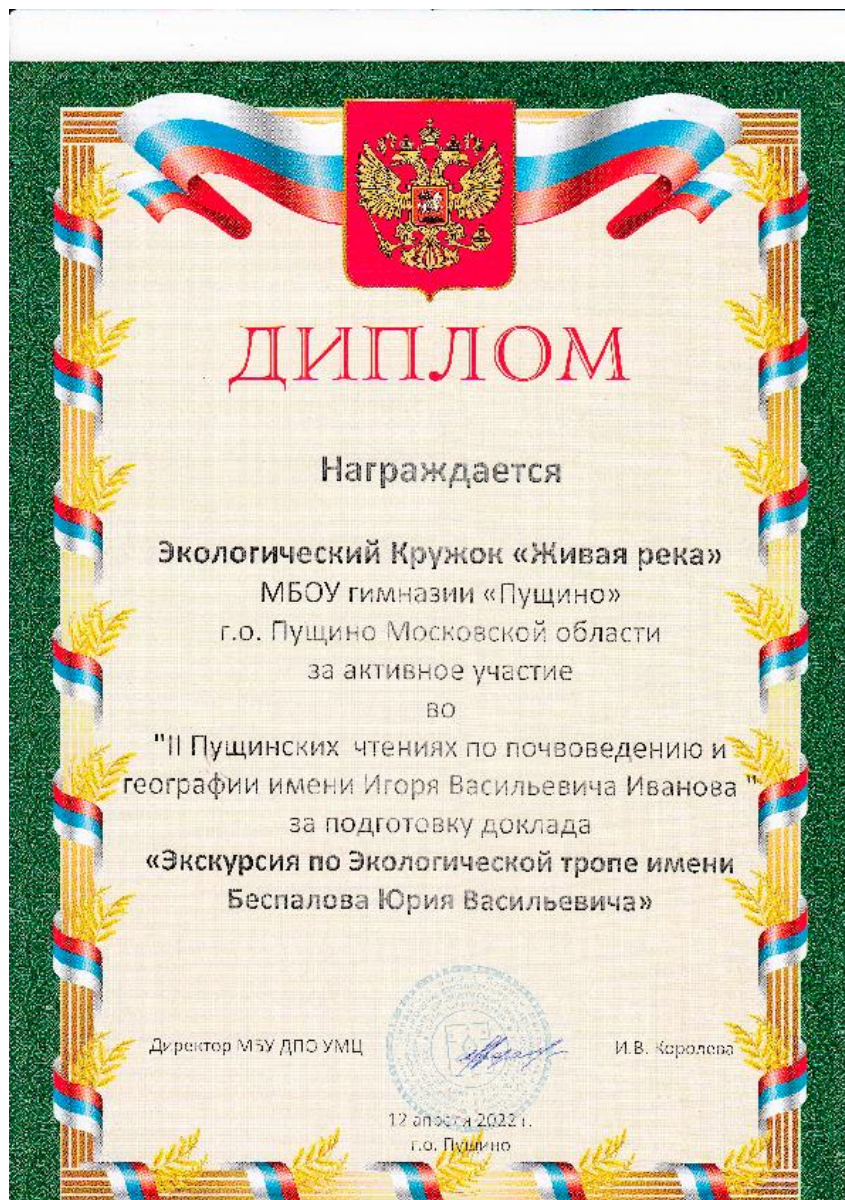 ДИПЛОМ
Награждается
Экологический Кружок «Живая река»
МБОУ гимназии «Пущино»
г.о. Пущино Московской области
за активное участие
во
"II Пущинских чтениях по почвоведению и
географии имени Игоря Васильевича Иванова "
за подготовку доклада
«Экскурсия по Экологической тропе имени
Беспалова Юрия Васильевича»
Директор МБУ ДПО УМЦ
И.В. Королева
12 апреля 2022 г.
г.о. Пущино